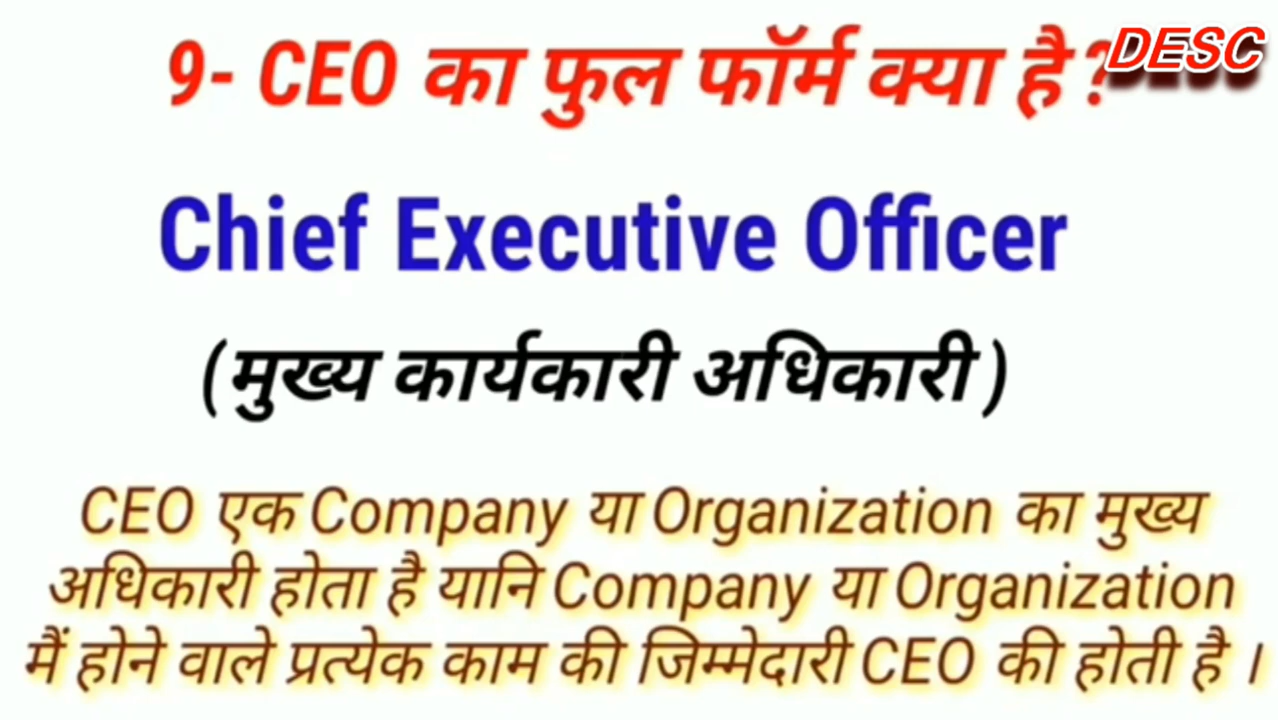 9- CEO का फुल फॉर्म क्या है ?
DESC
Chief Executive Officer
(मुख्य कार्यकारी अधिकारी)
CEO एक Company या Organization का मुख्य
अधिकारी होता है यानि Company या Organization
मैं होने वाले प्रत्येक काम की जिम्मेदारी CEO की होती है ।